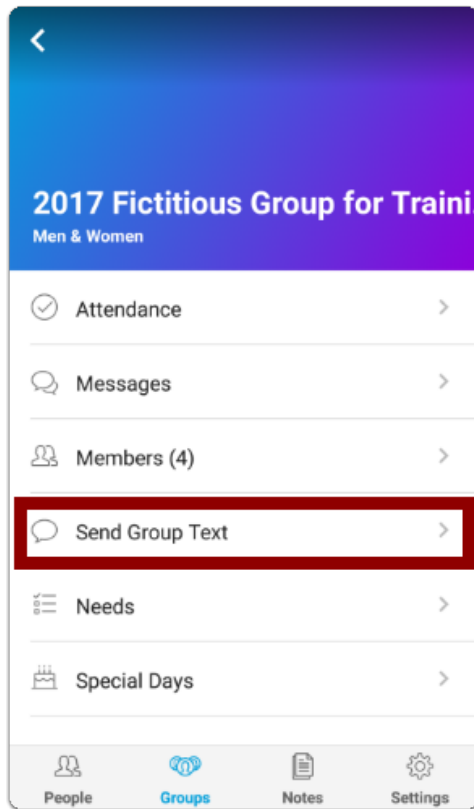 2017 Fictitious Group for Traini.
Men & Women
Attendance
Messages
Members (4)
Send Group Text
Needs
Special Days
People Groups Notes Settings